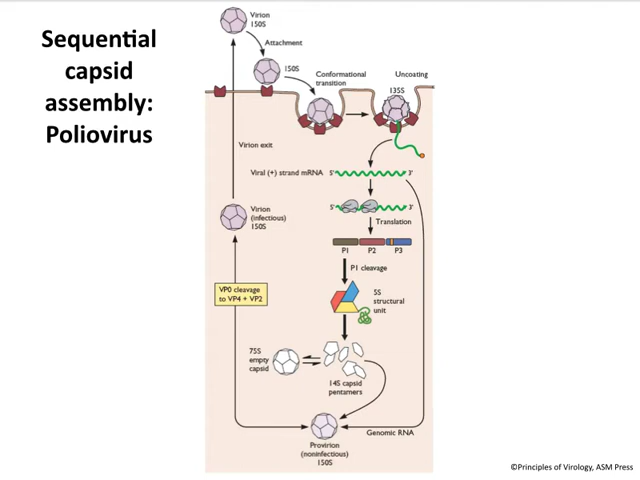 Sequential
capsid
assembly:
Poliovirus
Virion
150S
Attachment
150S
Conformational
transition
Uncoating
135S
Virion exit
Viral (+) strand mRNA
5'
3'
5'
3'
Translation
Virion
(infectious)
150S
P1
P2
P3
P1 cleavage
VP0 cleavage
to VP4 + VP2
5S
structural
unit
75S
empty
capsid
14S capsid
pentamers
Genomic RNA
Provirion
(noninfectious)
150S
©Principles of Virology, ASM Press